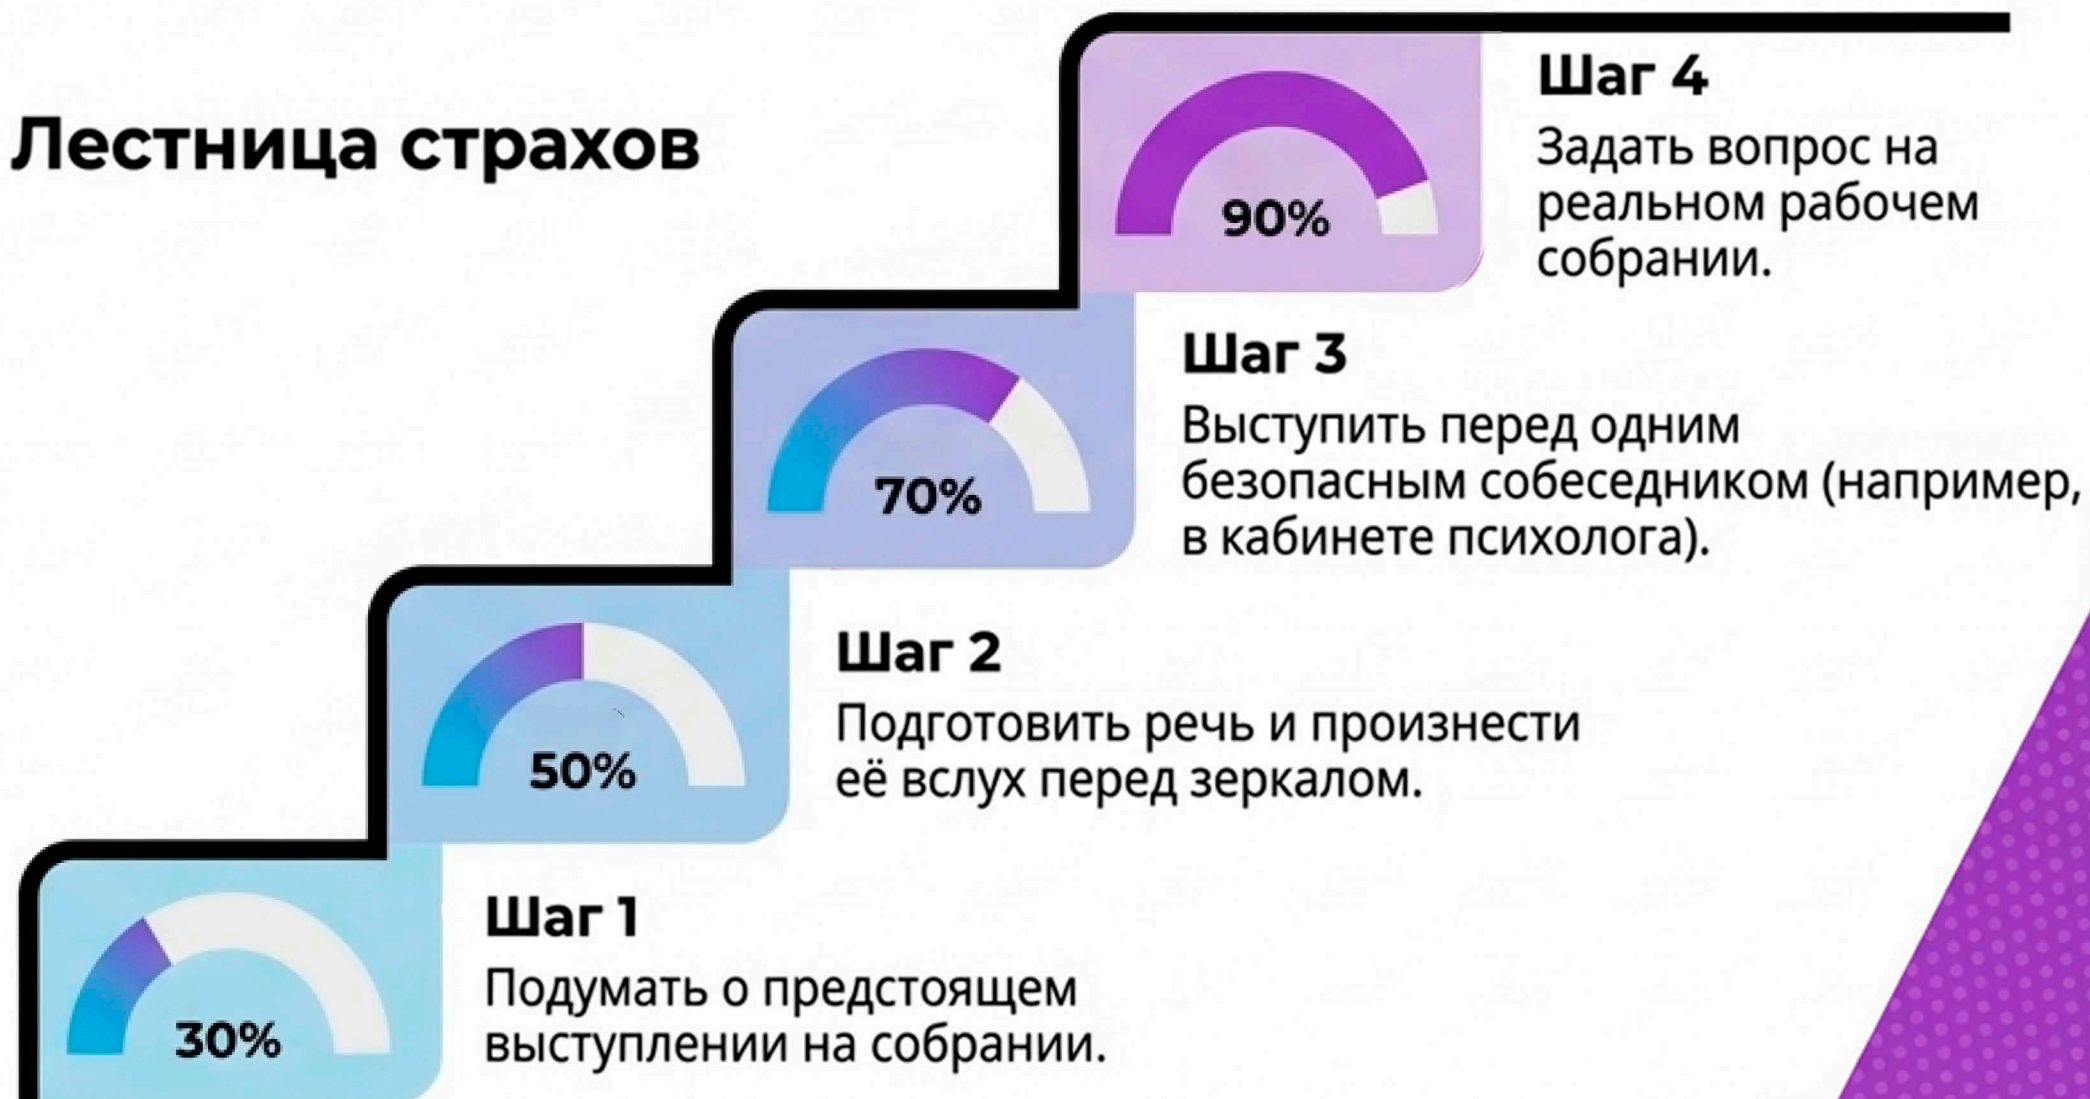 Лестница страхов
90%
Шаг 4
Задать вопрос на
реальном рабочем
собрании.
70%
Шаг 3
Выступить перед одним
безопасным собеседником (например,
в кабинете психолога).
50%
Шаг 2
Подготовить речь и произнести
её вслух перед зеркалом.
30%
Шаг 1
Подумать о предстоящем
выступлении на собрании.